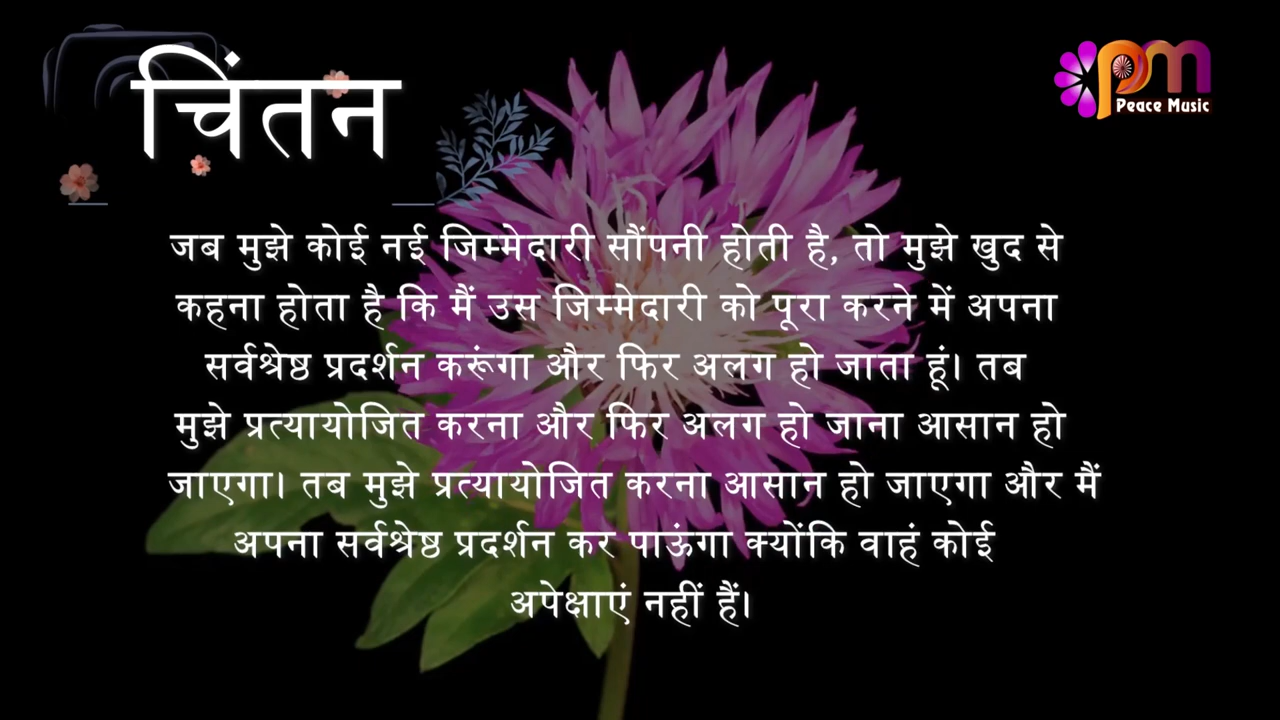 चिंतन
pm
Peace Music
जब मुझे कोई नई जिम्मेदारी सौंपनी होती है, तो मुझे खुद से
कहना होता है कि मैं उस जिम्मेदारी को पूरा करने में अपना
सर्वश्रेष्ठ प्रदर्शन करूंगा और फिर अलग हो जाता हूं। तब
मुझे प्रत्यायोजित करना और फिर अलग हो जाना आसान हो
जाएगा। तब मुझे प्रत्यायोजित करना आसान हो जाएगा और मैं
अपना सर्वश्रेष्ठ प्रदर्शन कर पाऊंगा क्योंकि वाहं कोई
अपेक्षाएं नहीं हैं।